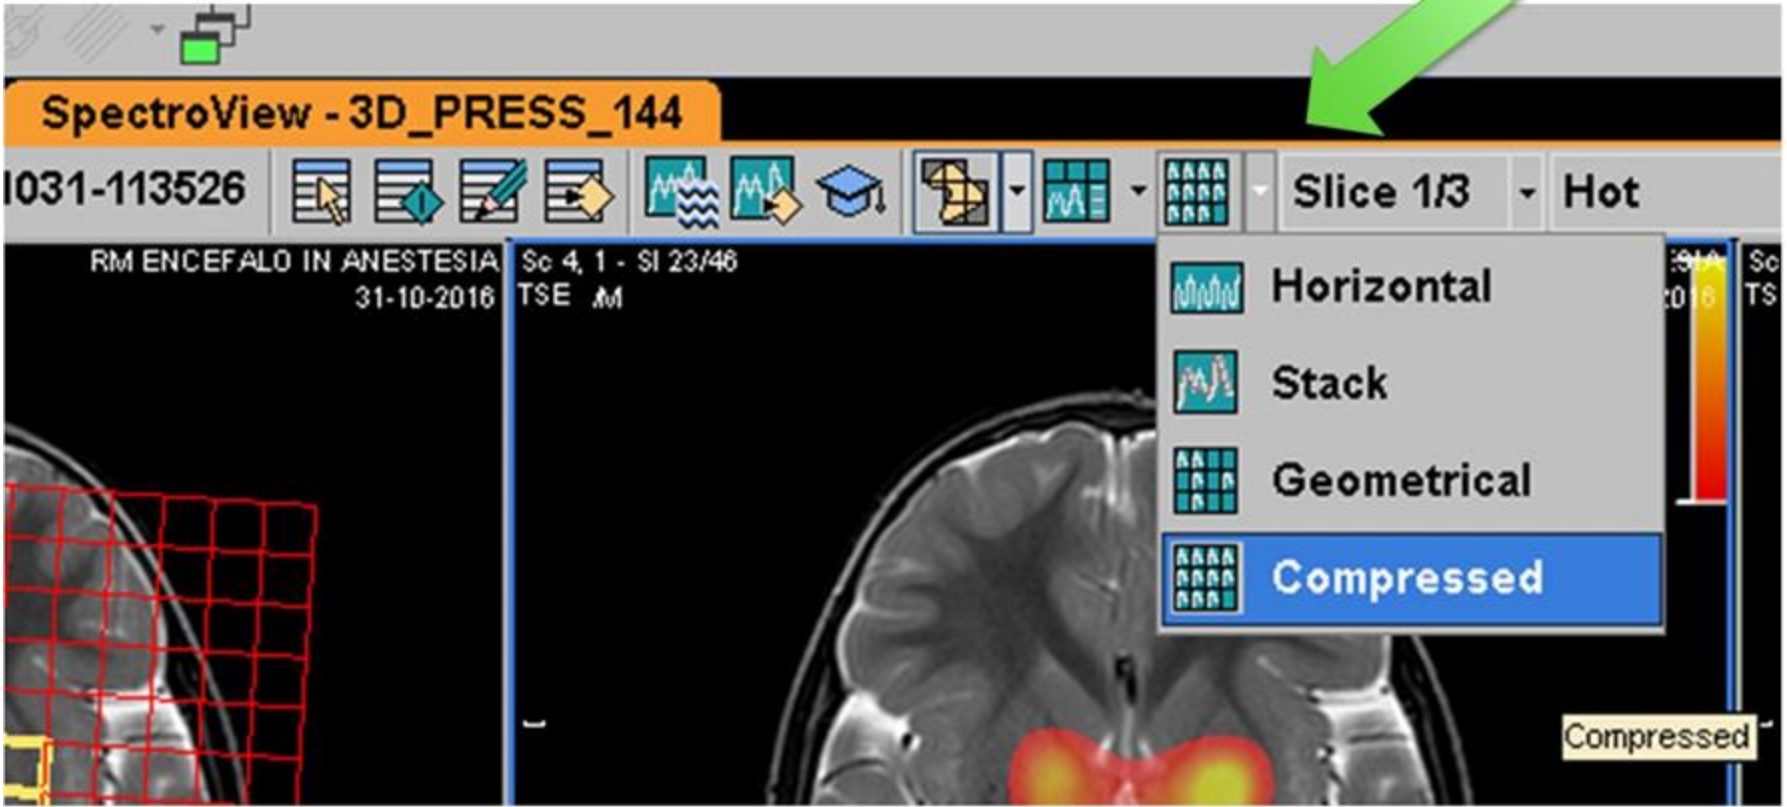 SpectroView - 3D_PRESS_144
1031-113526
Slice 1/3
Hot
RM ENCEFALO IN ANESTESIA
31-10-2016
Sc 4, 1 - Sl 23/46
TSE M
Horizontal
Stack
Geometrical
Compressed
Sc
TS
Compressed